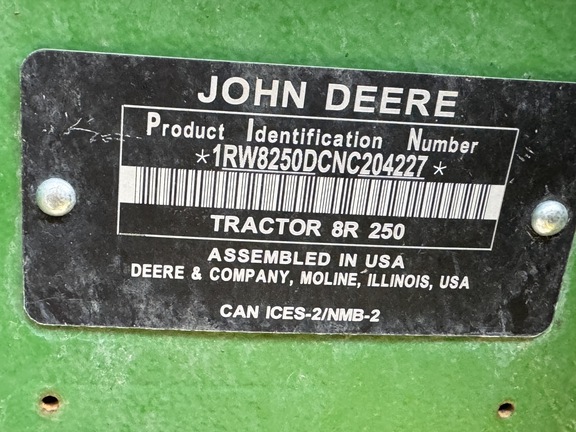 JOHN DEERE
Product Identification Number
*1RW8250DCNC204227*
TRACTOR 8R 250
ASSEMBLED IN USA
DEERE & COMPANY, MOLINE, ILLINOIS, USA
CAN ICES-2/NMB-2